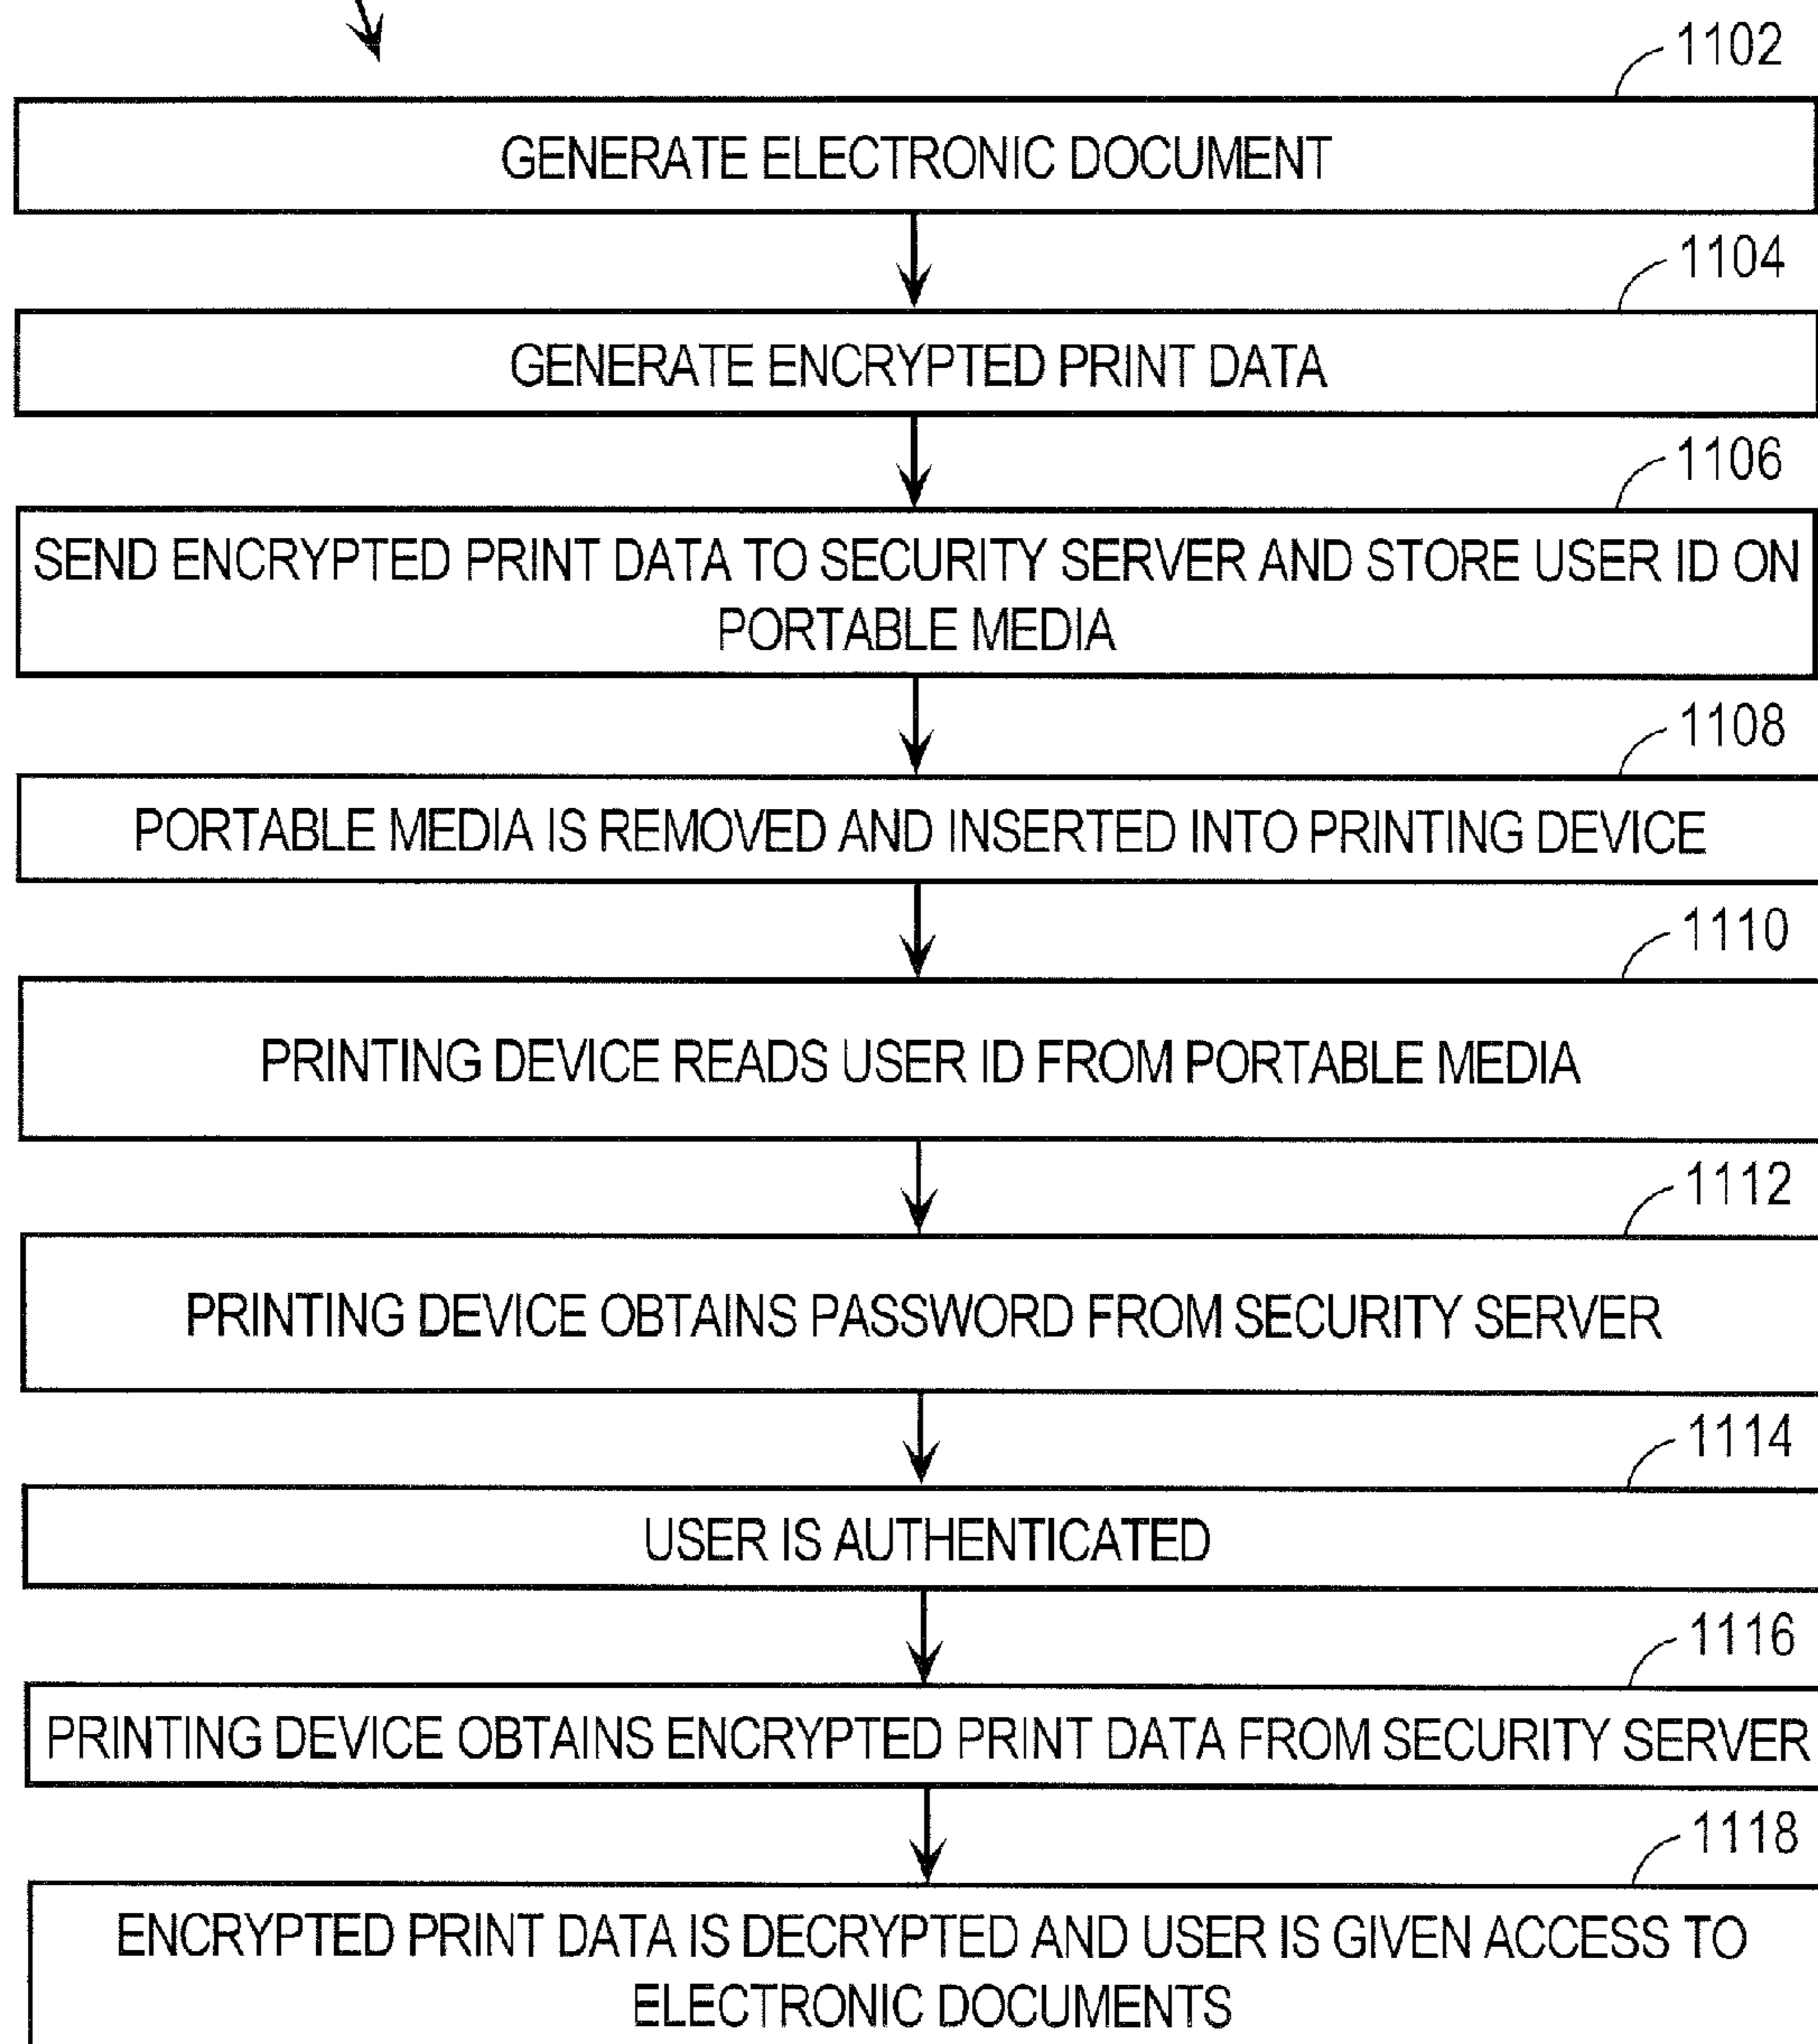 1102
GENERATE ELECTRONIC DOCUMENT
1104
GENERATE ENCRYPTED PRINT DATA
1106
SEND ENCRYPTED PRINT DATA TO SECURITY SERVER AND STORE USER ID ON
PORTABLE MEDIA
1108
PORTABLE MEDIA IS REMOVED AND INSERTED INTO PRINTING DEVICE
1110
PRINTING DEVICE READS USER ID FROM PORTABLE MEDIA
1112
PRINTING DEVICE OBTAINS PASSWORD FROM SECURITY SERVER
1114
USER IS AUTHENTICATED
1116
PRINTING DEVICE OBTAINS ENCRYPTED PRINT DATA FROM SECURITY SERVER
1118
ENCRYPTED PRINT DATA IS DECRYPTED AND USER IS GIVEN ACCESS TO
ELECTRONIC DOCUMENTS